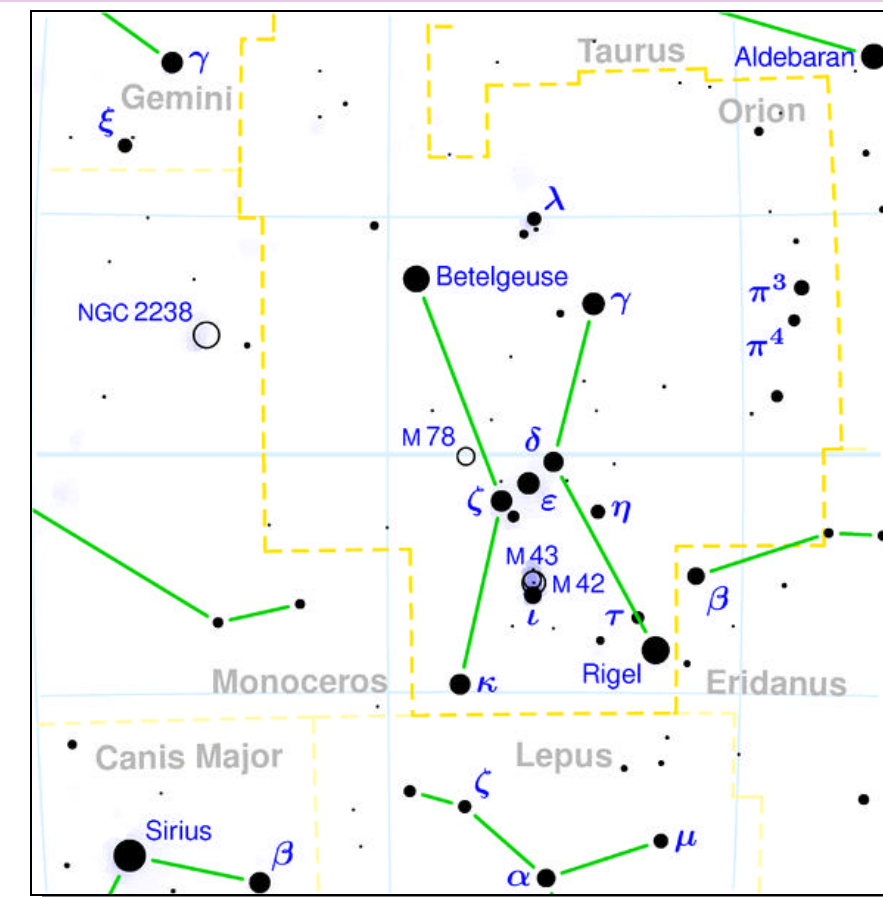 Taurus
Aldebaran
γ
Gemini
Orion
ξ
λ
Betelgeuse
π³
γ
NGC 2238
π⁴
M 78
δ
ζ
ε
η
M 43
M 42
β
ι
τ
Rigel
Monoceros
κ
Eridanus
Canis Major
Lepus
ζ
Sirius
β
μ
α